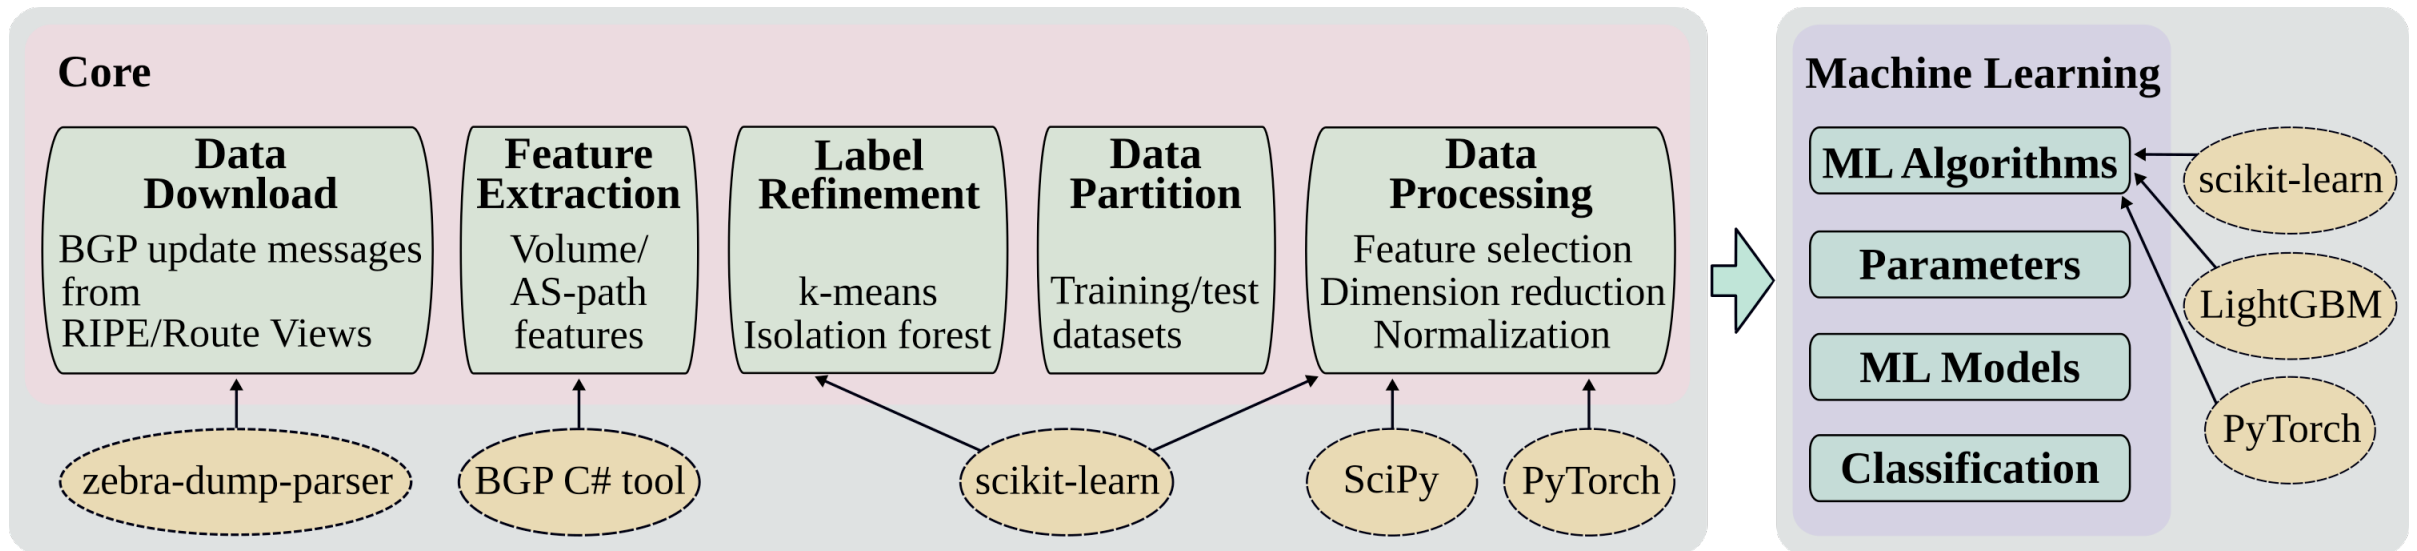 Core
Data
Download
BGP update messages
from
RIPE/Route Views
Feature
Extraction
Volume/
AS-path
features
Label
Refinement
k-means
Isolation forest
Data
Partition
Training/test
datasets
Data
Processing
Feature selection
Dimension reduction
Normalization
zebra-dump-parser
BGP C# tool
scikit-learn
SciPy
PyTorch
Machine Learning
ML Algorithms
Parameters
ML Models
Classification
scikit-learn
LightGBM
PyTorch